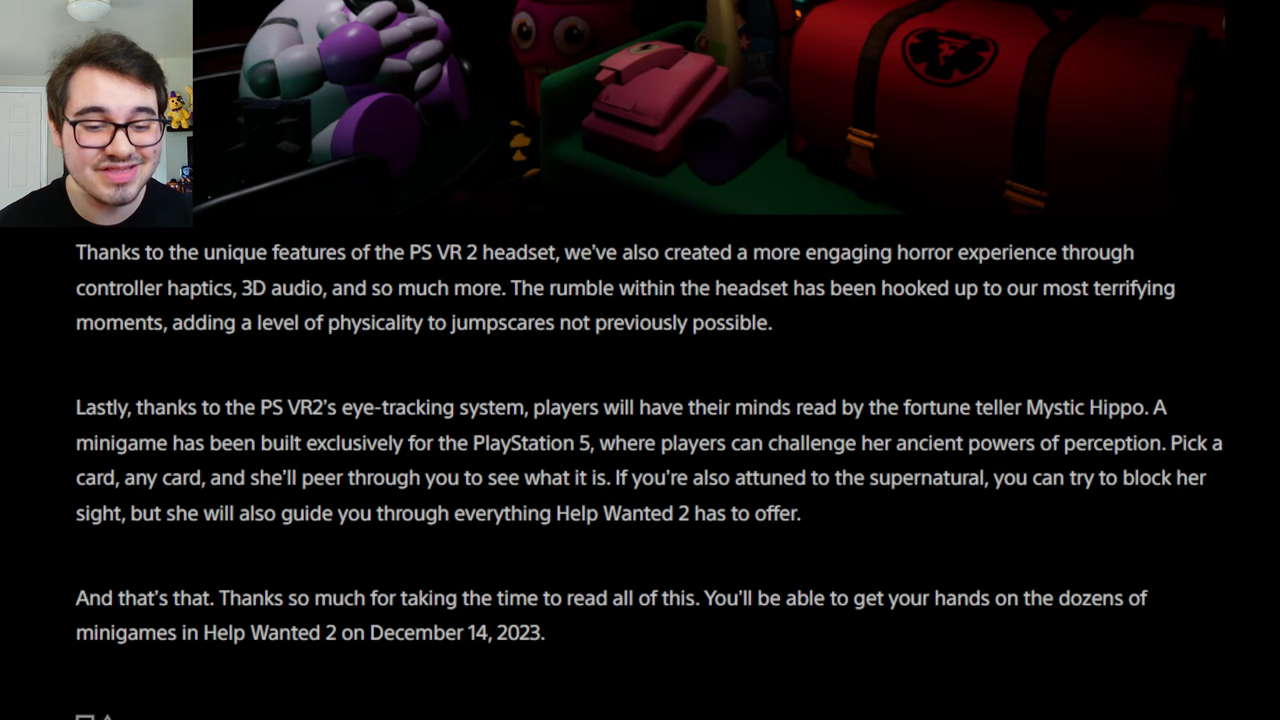 Thanks to the unique features of the PS VR 2 headset, we've also created a more engaging horror experience through
controller haptics, 3D audio, and so much more. The rumble within the headset has been hooked up to our most terrifying
moments, adding a level of physicality to jumpscares not previously possible.
Lastly, thanks to the PS VR2's eye-tracking system, players will have their minds read by the fortune teller Mystic Hippo. A
minigame has been built exclusively for the PlayStation 5, where players can challenge her ancient powers of perception. Pick a
card, any card, and she'll peer through you to see what it is. If you're also attuned to the supernatural, you can try to block her
sight, but she will also guide you through everything Help Wanted 2 has to offer.
And that's that. Thanks so much for taking the time to read all of this. You'll be able to get your hands on the dozens of
minigames in Help Wanted 2 on December 14, 2023.